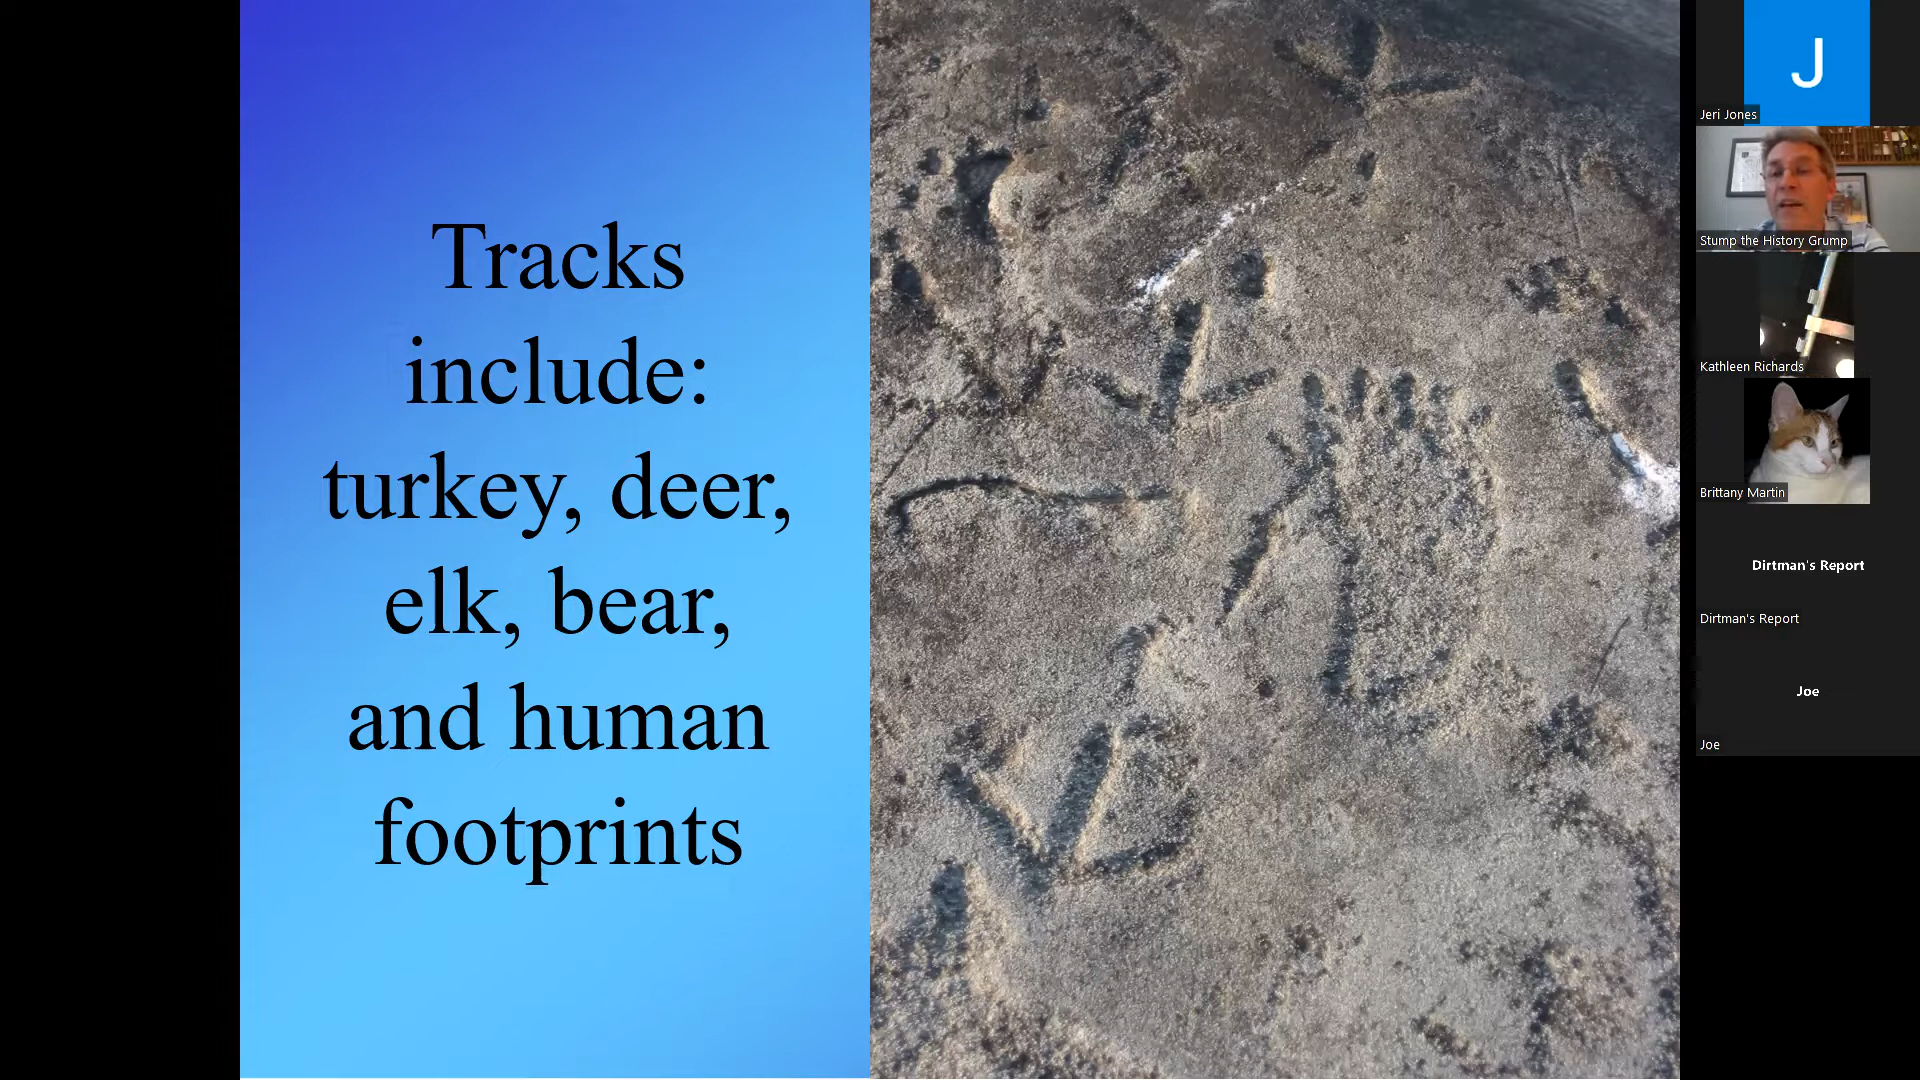 Tracks
include:
turkey, deer,
elk, bear,
and human
footprints
J
Jeri Jones
Stump the History Grump
Kathleen Richards
Brittany Martin
Dirtman's Report
Dirtman's Report
Joe
Joe